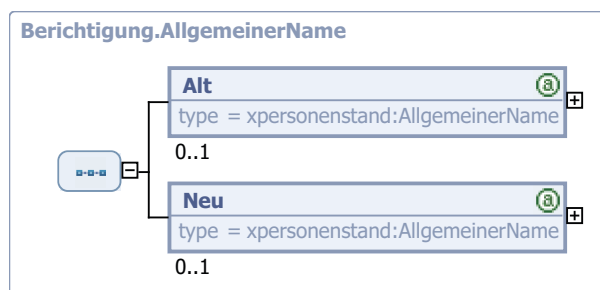 Berichtigung.AllgemeinerName
Alt
type = xpersonenstand:AllgemeinerName
0..1
Neu
type = xpersonenstand:AllgemeinerName
0..1